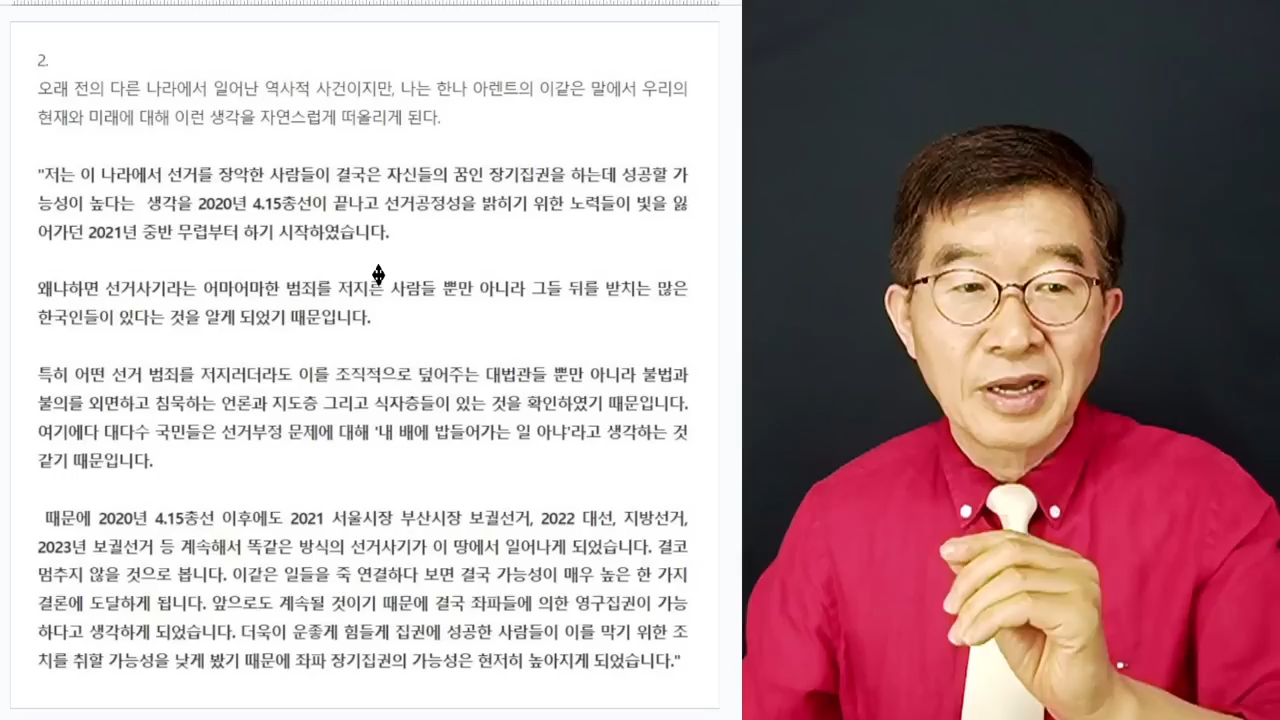 2.
오래 전의 다른 나라에서 일어난 역사적 사건이지만, 나는 한나 아렌트의 이같은 말에서 우리의
현재와 미래에 대해 이런 생각을 자연스럽게 떠올리게 된다.
"저는 이 나라에서 선거를 장악한 사람들이 결국은 자신들의 꿈인 장기집권을 하는데 성공할 가
능성이 높다는 생각을 2020년 4.15총선이 끝나고 선거공정성을 밝히기 위한 노력들이 빛을 잃
어가던 2021년 중반 무렵부터 하기 시작하였습니다.
왜냐하면 선거사기라는 어마어마한 범죄를 저지른 사람들 뿐만 아니라 그들 뒤를 받치는 많은
한국인들이 있다는 것을 알게 되었기 때문입니다.
특히 어떤 선거 범죄를 저지러더라도 이를 조직적으로 덮어주는 대법관들 뿐만 아니라 불법과
불의를 외면하고 침묵하는 언론과 지도층 그리고 식자층들이 있는 것을 확인하였기 때문입니다.
여기에다 대다수 국민들은 선거부정 문제에 대해 '내 배에 밥들어가는 일 아냐'라고 생각하는 것
같기 때문입니다.
때문에 2020년 4.15총선 이후에도 2021 서울시장 부산시장 보궐선거, 2022 대선, 지방선거,
2023년 보궐선거 등 계속해서 똑같은 방식의 선거사기가 이 땅에서 일어나게 되었습니다. 결코
멈추지 않을 것으로 봅니다. 이같은 일들을 죽 연결하다 보면 결국 가능성이 매우 높은 한 가지
결론에 도달하게 됩니다. 앞으로도 계속될 것이기 때문에 결국 좌파들에 의한 영구집권이 가능
하다고 생각하게 되었습니다. 더욱이 운좋게 힘들게 집권에 성공한 사람들이 이를 막기 위한 조
치를 취할 가능성을 낮게 봤기 때문에 좌파 장기집권의 가능성은 현저히 높아지게 되었습니다."